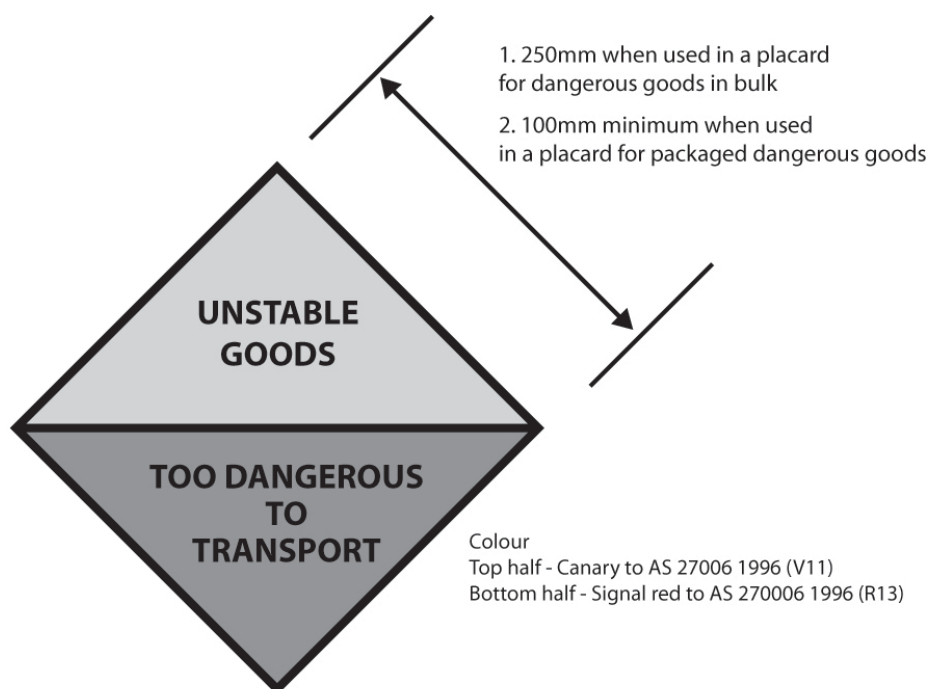 1. 250mm when used in a placard
for dangerous goods in bulk
2. 100mm minimum when used
in a placard for packaged dangerous goods
UNSTABLE
GOODS
TOO DANGEROUS
TO
TRANSPORT
Colour
Top half - Canary to AS 27006 1996 (V11)
Bottom half - Signal red to AS 270006 1996 (R13)